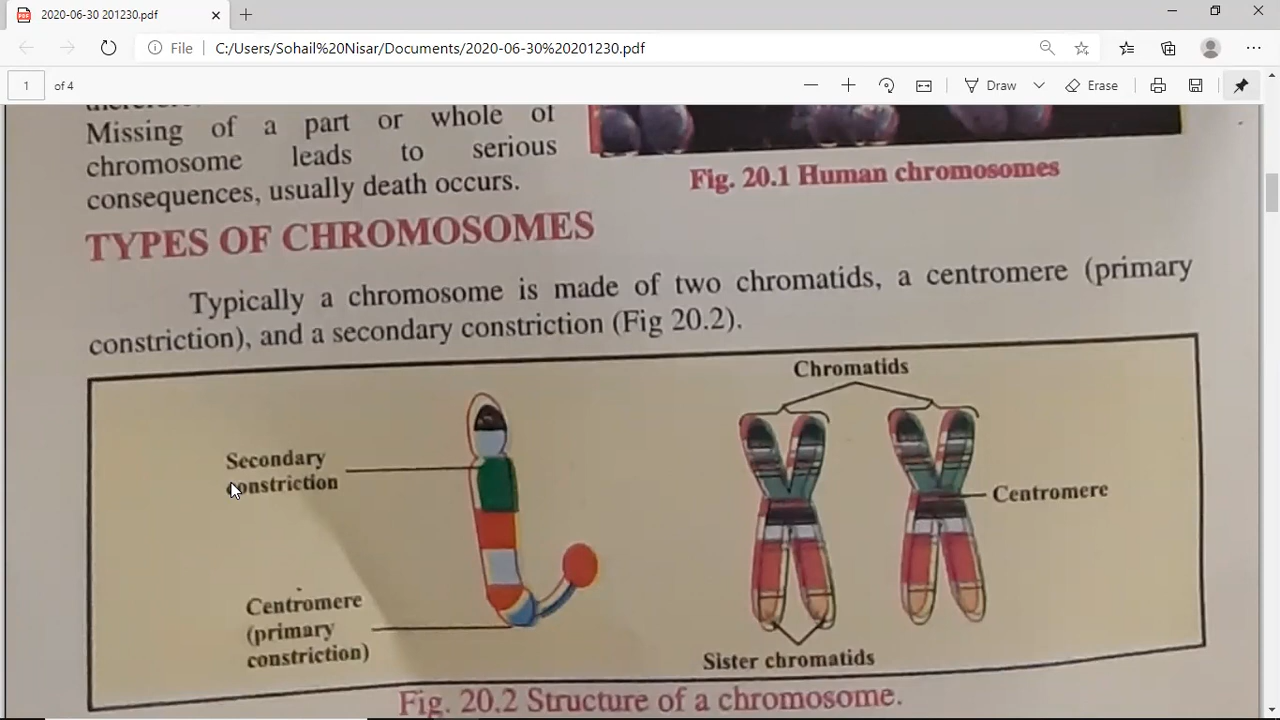 2020-06-30 201230.pdf
File
C:/Users/Sohail%20Nisar/Documents/2020-06-30%20201230.pdf
1 of 4
Draw
Erase
Missing of a part or whole of
chromosome leads to serious
consequences, usually death occurs.
Fig. 20.1 Human chromosomes
TYPES OF CHROMOSOMES
Typically a chromosome is made of two chromatids, a centromere (primary
constriction), and a secondary constriction (Fig 20.2).
Chromatids
Secondary
constriction
Centromere
Centromere
(primary
constriction)
Sister chromatids
Fig. 20.2 Structure of a chromosome.